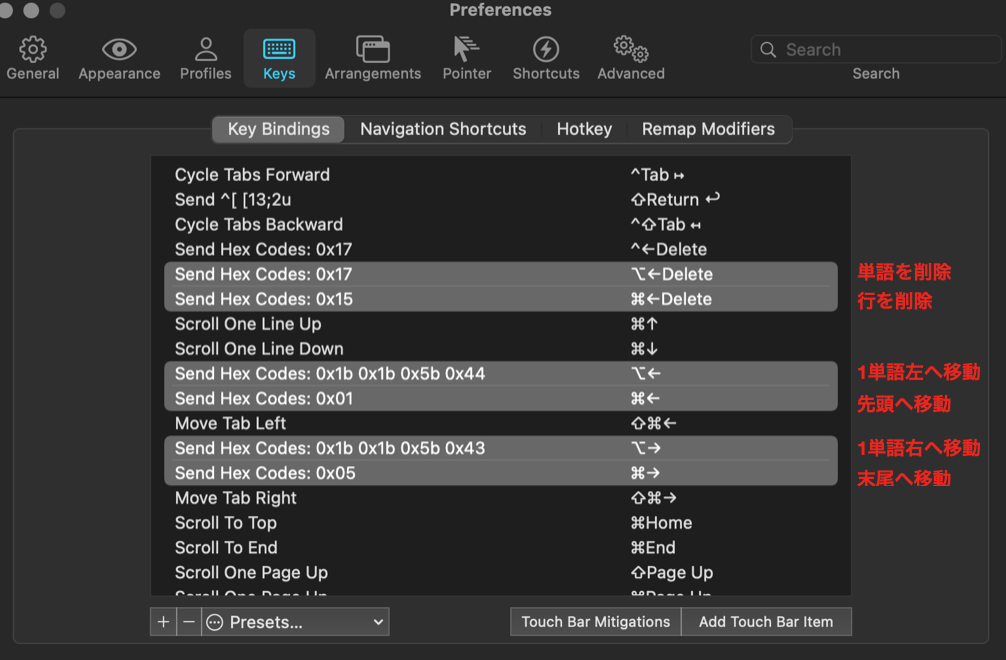 Preferences
General
Appearance
Profiles
Keys
Arrangements
Pointer
Shortcuts
Advanced
Search
Search
Key Bindings
Navigation Shortcuts
Hotkey
Remap Modifiers
Cycle Tabs Forward ^Tab ↦
Send ^[ [13;2u ⇧Return ↩
Cycle Tabs Backward ^⇧Tab ↤
Send Hex Codes: 0x17 ^←Delete
Send Hex Codes: 0x17 ⌥←Delete 単語を削除
Send Hex Codes: 0x15 ⌘←Delete 行を削除
Scroll One Line Up ⌘↑
Scroll One Line Down ⌘↓
Send Hex Codes: 0x1b 0x1b 0x5b 0x44 ⌥← 1単語左へ移動
Send Hex Codes: 0x01 ⌘← 先頭へ移動
Move Tab Left ⇧⌘←
Send Hex Codes: 0x1b 0x1b 0x5b 0x43 ⌥→ 1単語右へ移動
Send Hex Codes: 0x05 ⌘→ 末尾へ移動
Move Tab Right ⇧⌘→
Scroll To Top ⌘Home
Scroll To End ⌘End
Scroll One Page Up ⇧Page Up
Scroll One Page Up ⌘Page Up
+ − Presets...
Touch Bar Mitigations
Add Touch Bar Item